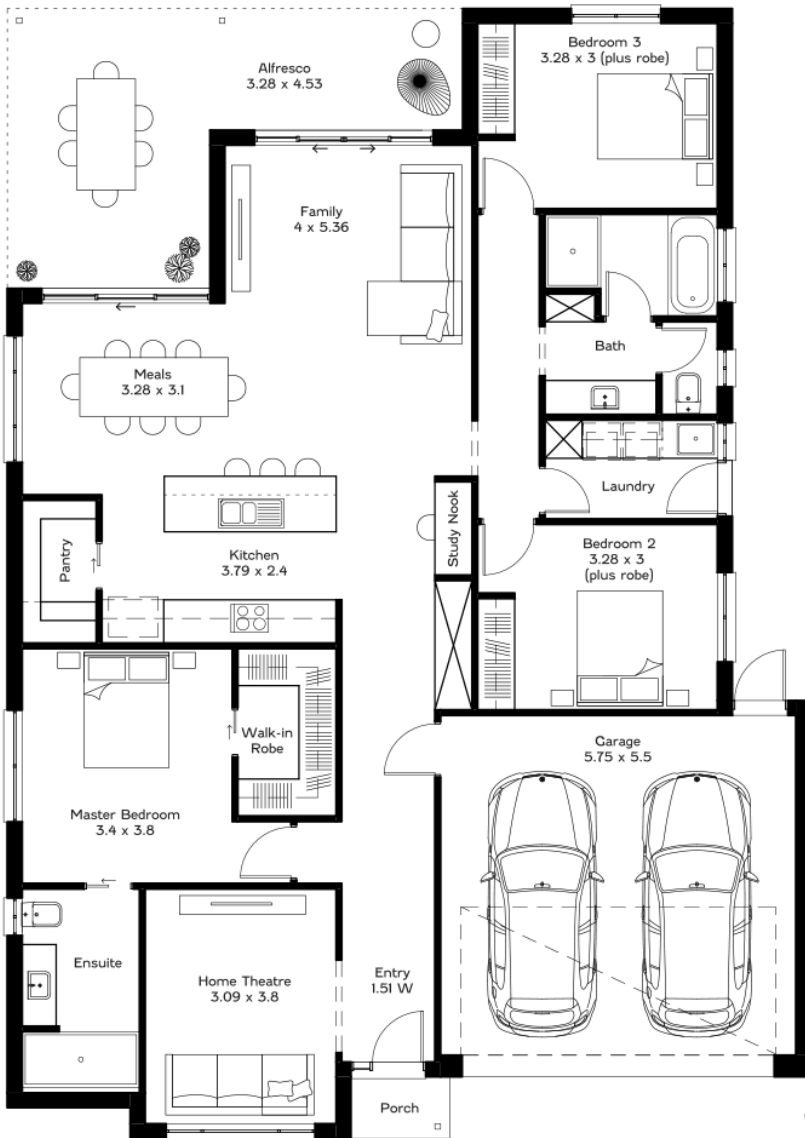 Bedroom 3
3.28 x 3 (plus robe)
Alfresco
3.28 x 4.53
Family
4 x 5.36
Bath
Meals
3.28 x 3.1
Laundry
Study Nook
Kitchen
3.79 x 2.4
Pantry
Bedroom 2
3.28 x 3
(plus robe)
Walk-in
Robe
Garage
5.75 x 5.5
Master Bedroom
3.4 x 3.8
Ensuite
Home Theatre
3.09 x 3.8
Entry
1.51 W
Porch